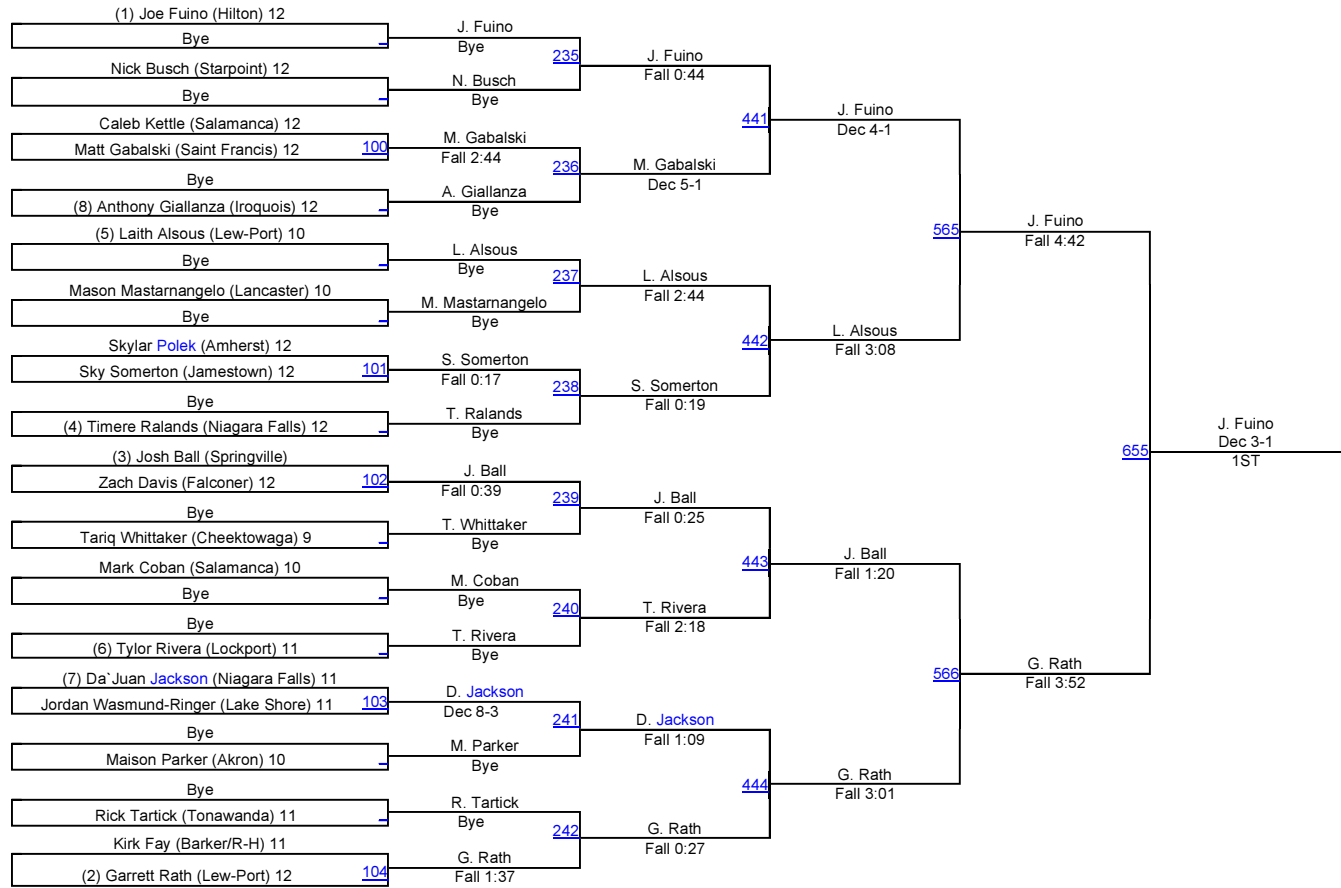 (1) Joe Fuino (Hilton) 12
Bye
Nick Busch (Starpoint) 12
Bye
Caleb Kettle (Salamanca) 12
Matt Gabalski (Saint Francis) 12
100
Bye
(8) Anthony Giallanza (Iroquois) 12
(5) Laith Alsous (Lew-Port) 10
Bye
Mason Mastarnangelo (Lancaster) 10
Bye
Skylar Polek (Amherst) 12
Sky Somerton (Jamestown) 12
101
Bye
(4) Timere Ralands (Niagara Falls) 12
(3) Josh Ball (Springville)
Zach Davis (Falconer) 12
102
Bye
Tariq Whittaker (Cheektowaga) 9
Mark Coban (Salamanca) 10
Bye
Bye
(6) Tylor Rivera (Lockport) 11
(7) Da`Juan Jackson (Niagara Falls) 11
Jordan Wasmund-Ringer (Lake Shore) 11
103
Bye
Maison Parker (Akron) 10
Bye
Rick Tartick (Tonawanda) 11
Kirk Fay (Barker/R-H) 11
(2) Garrett Rath (Lew-Port) 12
104
J. Fuino
Bye
235
N. Busch
Bye
M. Gabalski
Fall 2:44
236
A. Giallanza
Bye
L. Alsous
Bye
237
M. Mastarnangelo
Bye
S. Somerton
Fall 0:17
238
T. Ralands
Bye
J. Ball
Fall 0:39
239
T. Whittaker
Bye
M. Coban
Bye
240
T. Rivera
Bye
D. Jackson
Dec 8-3
241
M. Parker
Bye
R. Tartick
Bye
242
G. Rath
Fall 1:37
J. Fuino
Fall 0:44
441
M. Gabalski
Dec 5-1
L. Alsous
Fall 2:44
442
S. Somerton
Fall 0:19
J. Ball
Fall 0:25
443
T. Rivera
Fall 2:18
D. Jackson
Fall 1:09
444
G. Rath
Fall 0:27
J. Fuino
Dec 4-1
565
L. Alsous
Fall 3:08
J. Ball
Fall 1:20
566
G. Rath
Fall 3:01
J. Fuino
Fall 4:42
655
G. Rath
Fall 3:52
J. Fuino
Dec 3-1
1ST